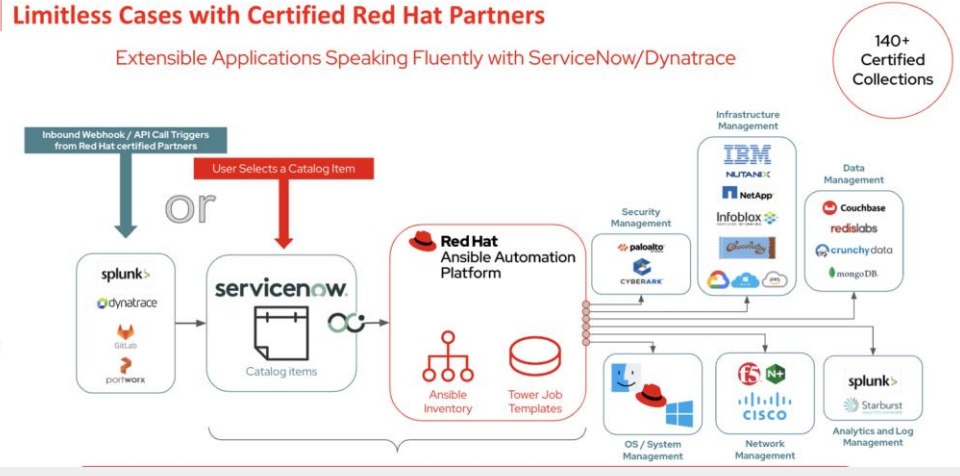 Limitless Cases with Certified Red Hat Partners
Extensible Applications Speaking Fluently with ServiceNow/Dynatrace
140+
Certified
Collections
Inbound Webhook / API Call Triggers
from Red Hat certified Partners
or
User Selects a Catalog Item
splunk>
dynatrace
GitLab
portworx
servicenow.
Catalog items
Red Hat
Ansible Automation
Platform
Ansible
Inventory
Tower Job
Templates
Security
Management
paloalto
CYBERARK
Infrastructure
Management
IBM
NUTANIX
NetApp
Infoblox
Chocolatey
aws
Data
Management
Couchbase
redislabs
crunchydata
mongoDB.
OS / System
Management
f5
N+
CISCO
Network
Management
splunk>
Starburst
Analytics and Log
Management